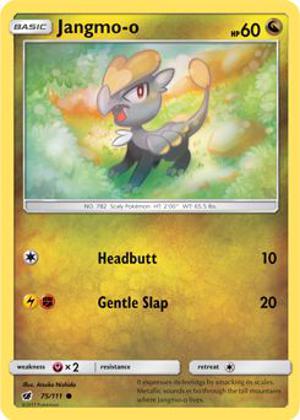 BASIC Jangmo-o HP60
NO. 782 Scaly Pokémon HT: 2'00" WT: 65.5 lbs.
Headbutt 10
Gentle Slap 20
weakness ×2 resistance retreat
Illus. Atsuko Nishida
75/111
©2017 Pokémon
It expresses its feelings by smacking its scales.
Metallic sounds echo through the tall mountains
where Jangmo-o lives.